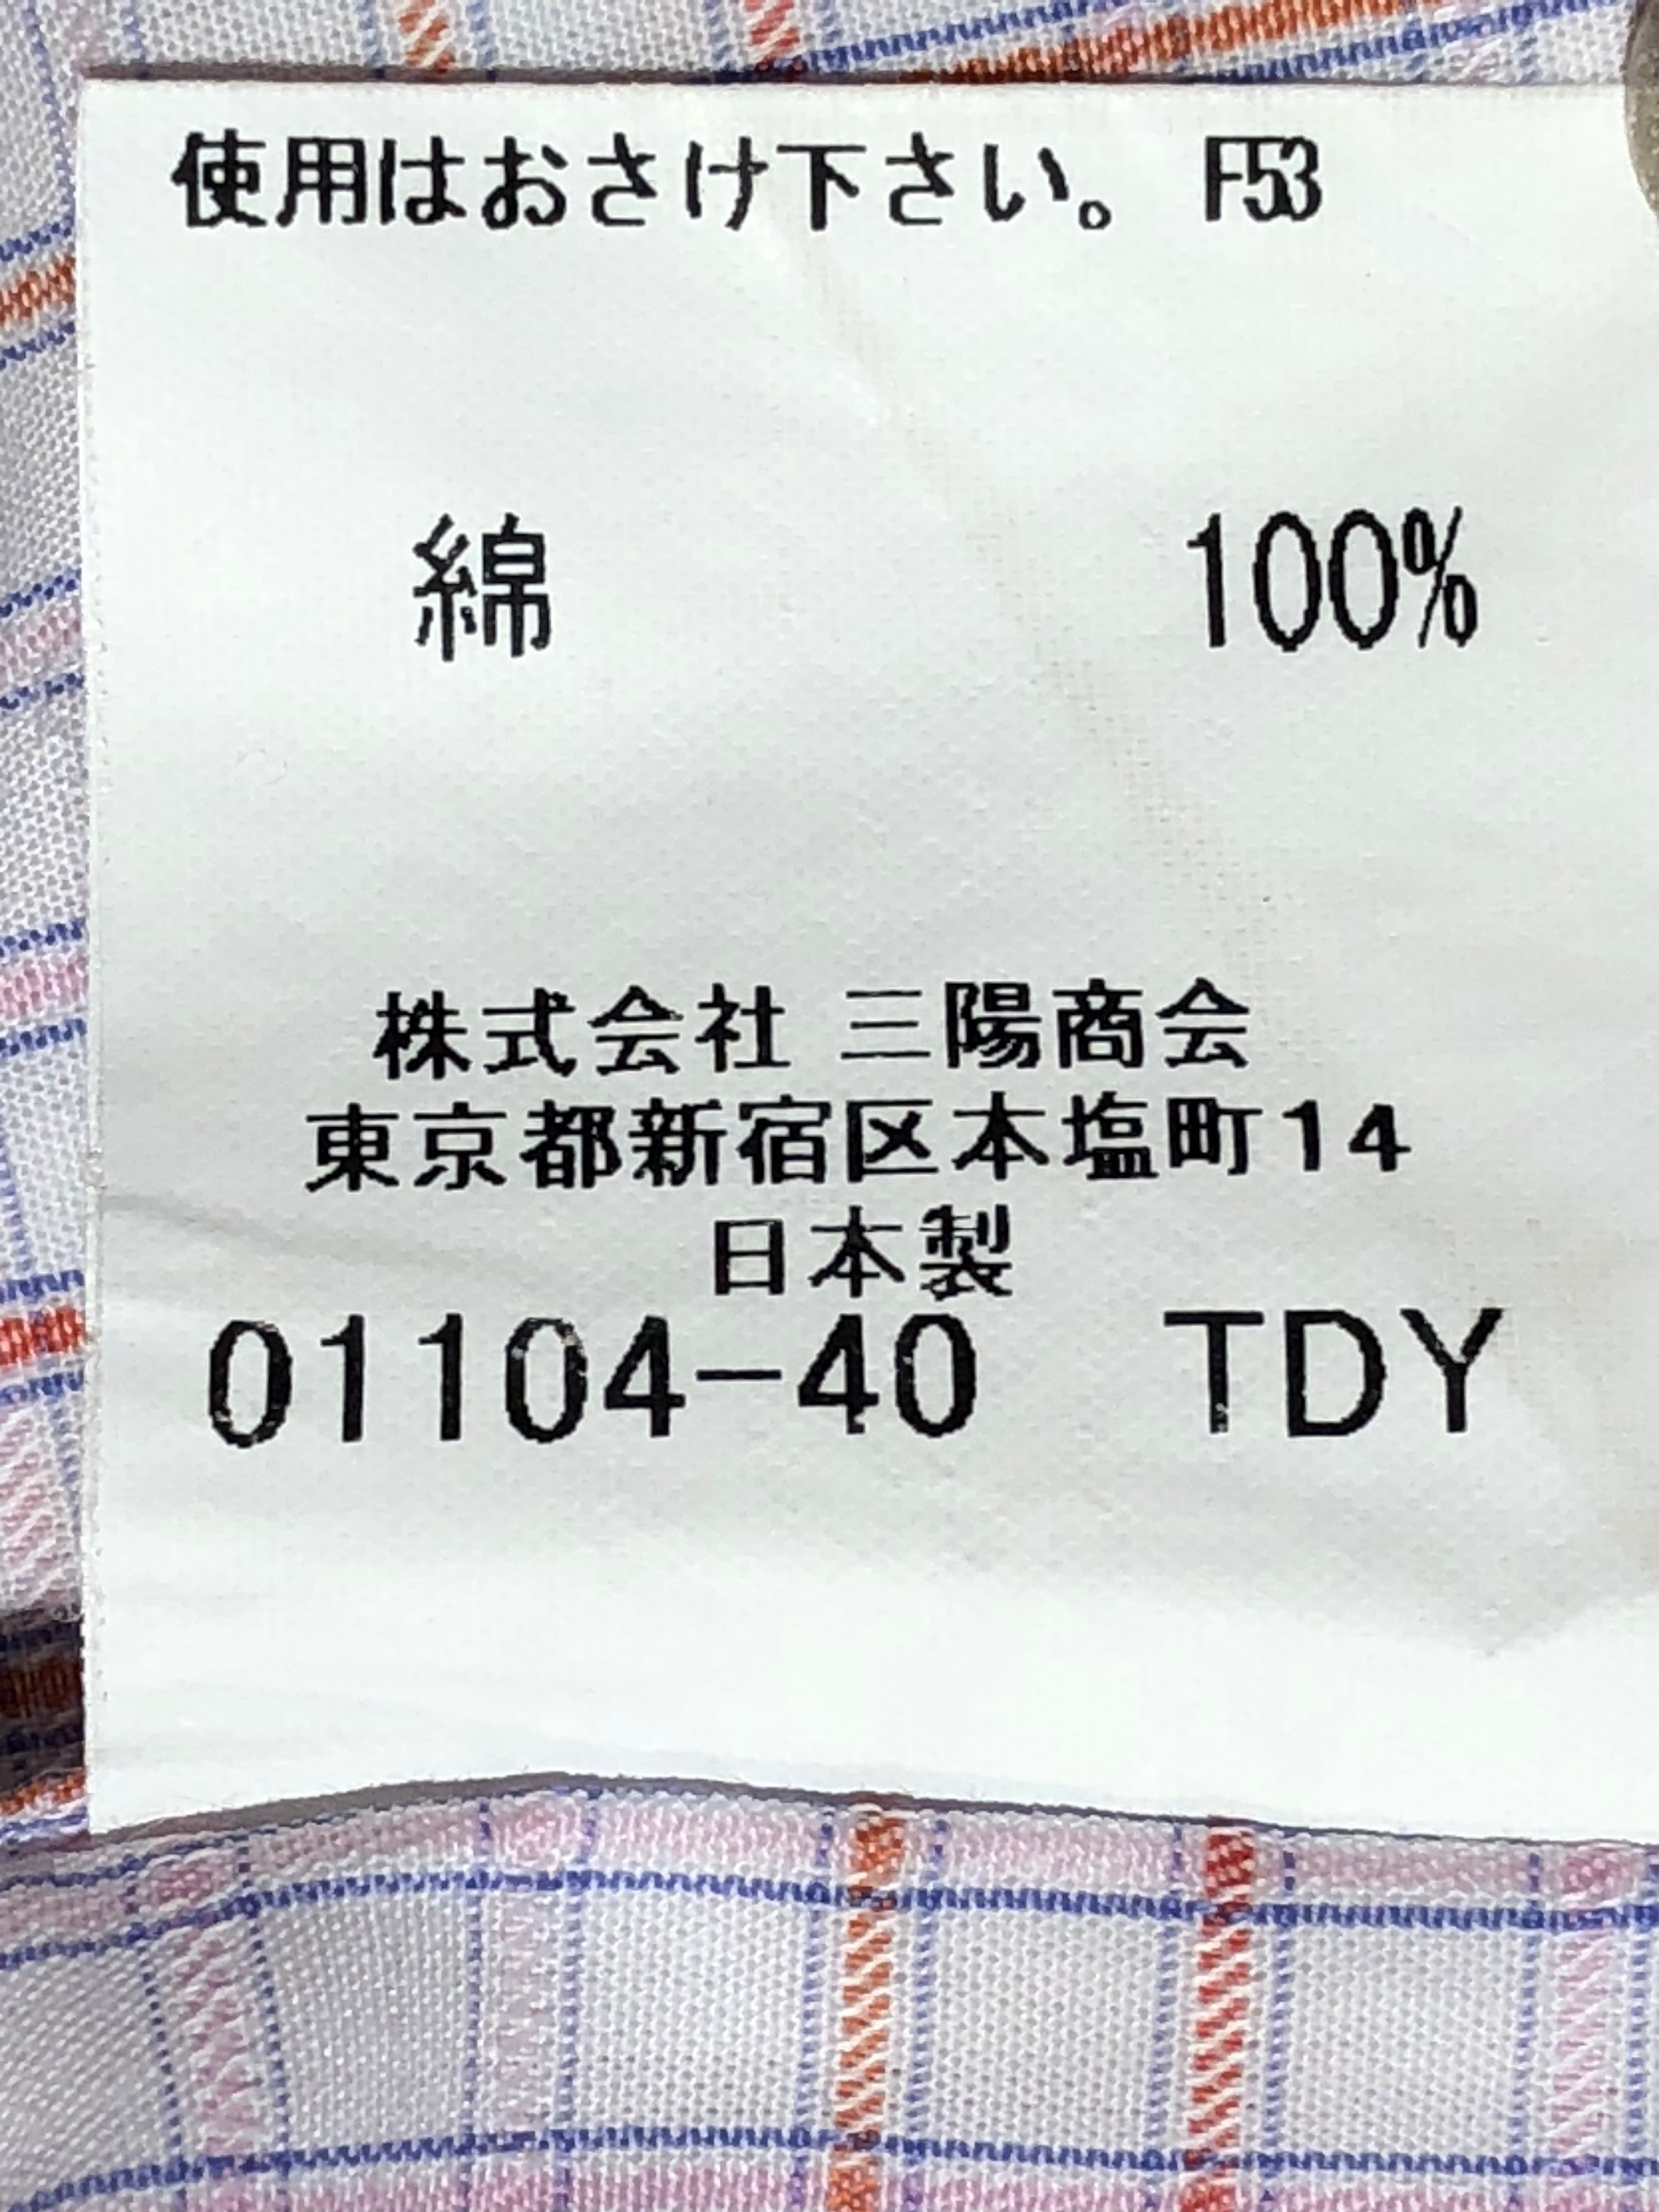 使用はおさけ下さい。 F53
綿 100%
株式会社 三陽商会
東京都新宿区本塩町14
日本製
01104-40 TDY